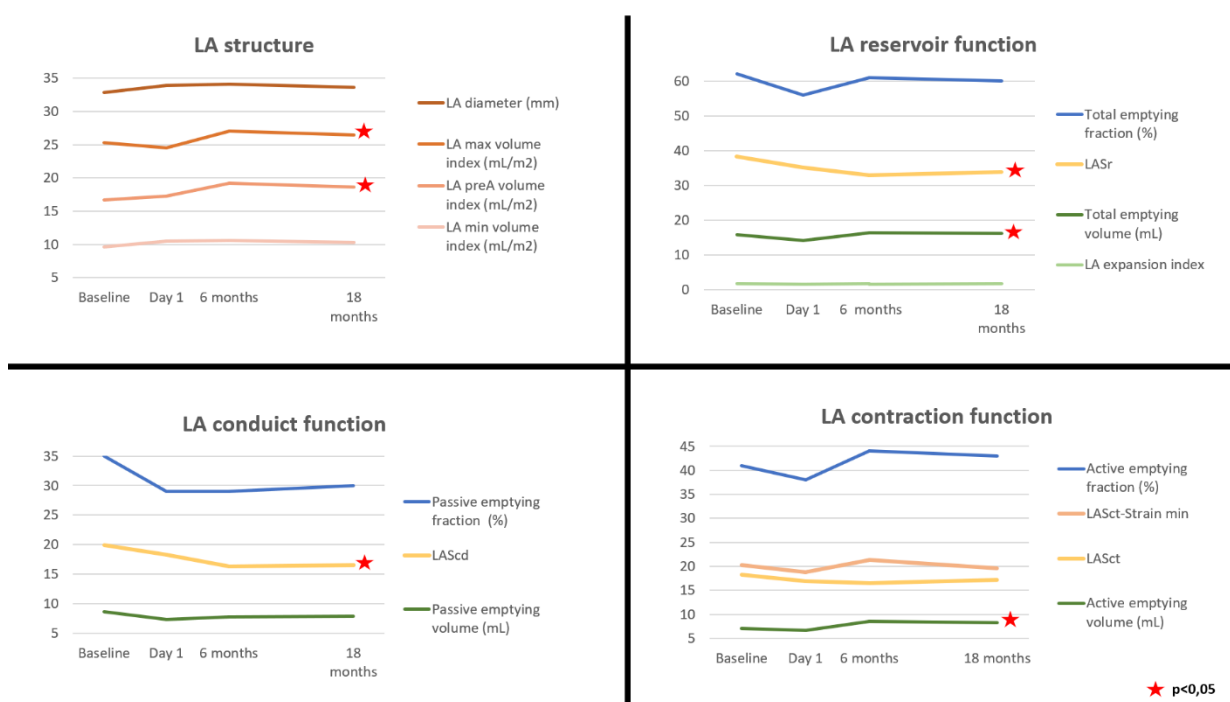 LA structure
35
30
25
20
15
10
5
Baseline
Day 1
6 months
18
months
LA diameter (mm)
LA max volume
index (mL/m2)
LA preA volume
index (mL/m2)
LA min volume
index (mL/m2)
LA reservoir function
60
50
40
30
20
10
0
Baseline
Day 1
6 months
18
months
Total emptying
fraction (%)
LASr
Total emptying
volume (mL)
LA expansion index
LA conduict function
35
30
25
20
15
10
5
Baseline
Day 1
6 months
18
months
Passive emptying
fraction (%)
LAScd
Passive emptying
volume (mL)
LA contraction function
45
40
35
30
25
20
15
10
5
Baseline
Day 1
6 months
18 months
Active emptying
fraction (%)
LASct-Strain min
LASct
Active emptying
volume (mL)
p<0,05